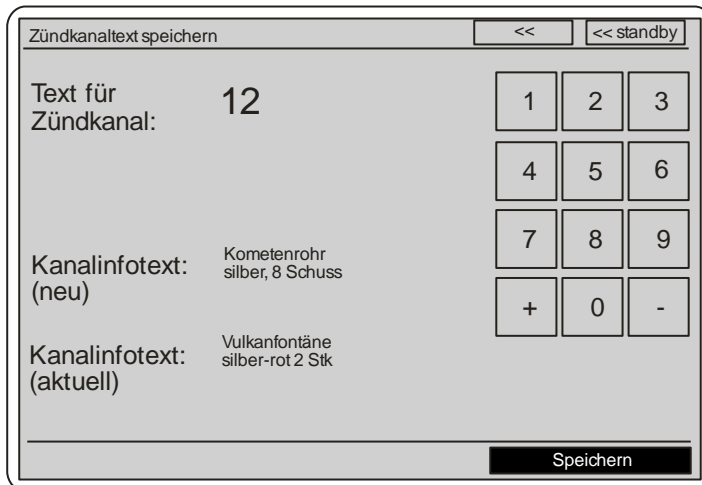 Zündkanaltext speichern
<<
<< standby
Text für
Zündkanal:
12
1 2 3
4 5 6
7 8 9
+ 0 -
Kanalinfotext:
(neu)
Kometenrohr
silber, 8 Schuss
Kanalinfotext:
(aktuell)
Vulkanfontäne
silber-rot 2 Stk
Speichern